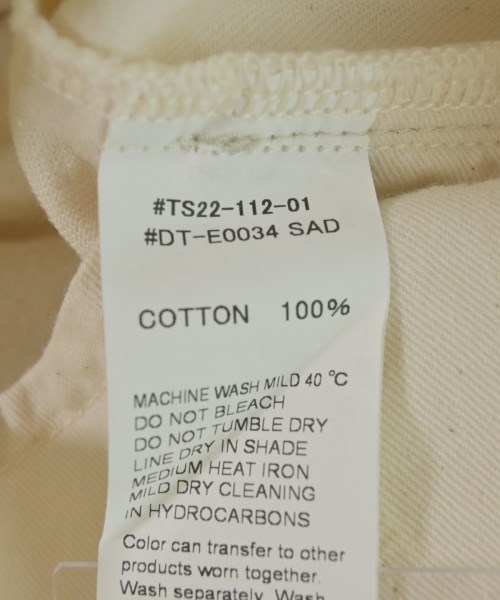 #TS22-112-01
#DT-E0034 SAD
COTTON 100%
MACHINE WASH MILD 40 °C
DO NOT BLEACH
DO NOT TUMBLE DRY
LINE DRY IN SHADE
MEDIUM HEAT IRON
MILD DRY CLEANING
IN HYDROCARBONS
Color can transfer to other
products worn together.
Wash separately. Wash